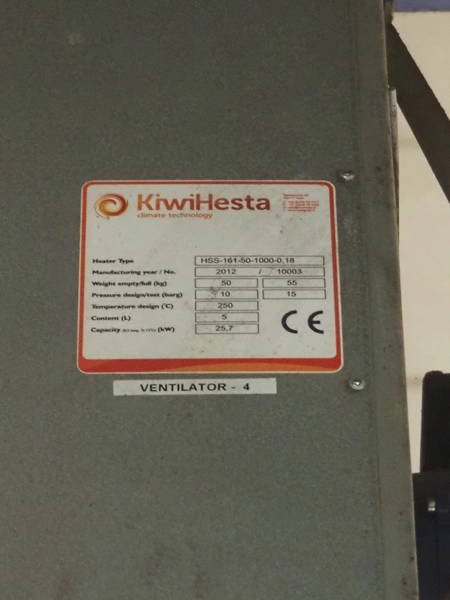 KiwiHesta
climate technology
Heater Type HSS-161-50-1000-0,18
Manufacturing year / No. 2012 / 10003
Weight empty/full (kg) 50 55
Pressure design/test (barg) 10 15
Temperature design (°C) 250
Content (L) 5
Capacity (kW) 25,7
CE
VENTILATOR - 4